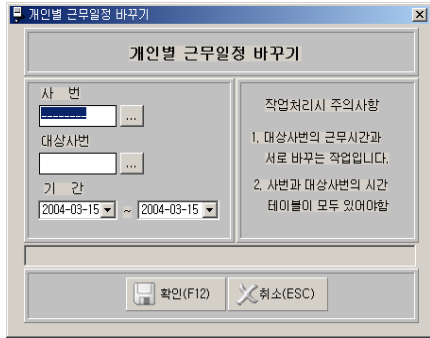 개인별 근무일정 바꾸기
개인별 근무일정 바꾸기
사 번
--------
...
대상사번
...
기 간
2004-03-15 ~ 2004-03-15
작업처리시 주의사항
1. 대상사번의 근무시간과
서로 바꾸는 작업입니다.
2. 사번과 대상사번의 시간
테이블이 모두 있어야함
확인(F12) 취소(ESC)